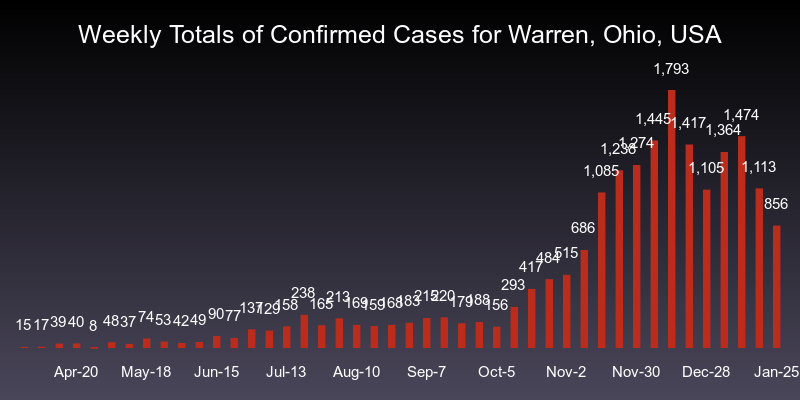 Weekly Totals of Confirmed Cases for Warren, Ohio, USA
15 17 39 40 8 48 37 74 53 42 49 90 77 137 129 158 238 165 213 169 159 168 183 215 220 179 188 156 293 417 484 515 686 1,085 1,238 1,274 1,445 1,793 1,417 1,105 1,364 1,474 1,113 856
Apr-20 May-18 Jun-15 Jul-13 Aug-10 Sep-7 Oct-5 Nov-2 Nov-30 Dec-28 Jan-25